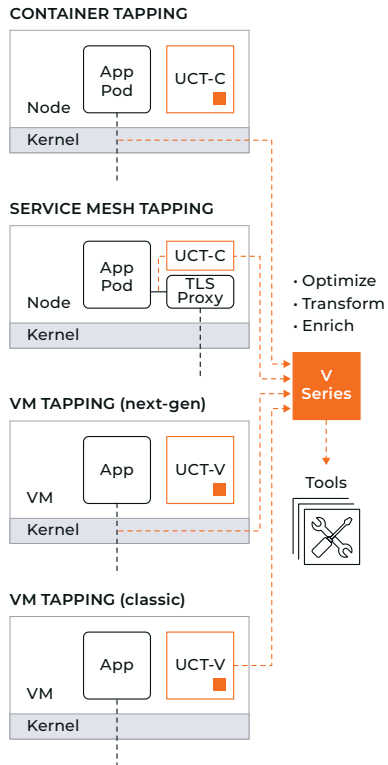 CONTAINER TAPPING
App
Pod
UCT-C
Node
Kernel
SERVICE MESH TAPPING
App
Pod
UCT-C
TLS
Proxy
Node
Kernel
• Optimize
• Transform
• Enrich
V
Series
VM TAPPING (next-gen)
App
UCT-V
VM
Kernel
Tools
VM TAPPING (classic)
App
UCT-V
VM
Kernel